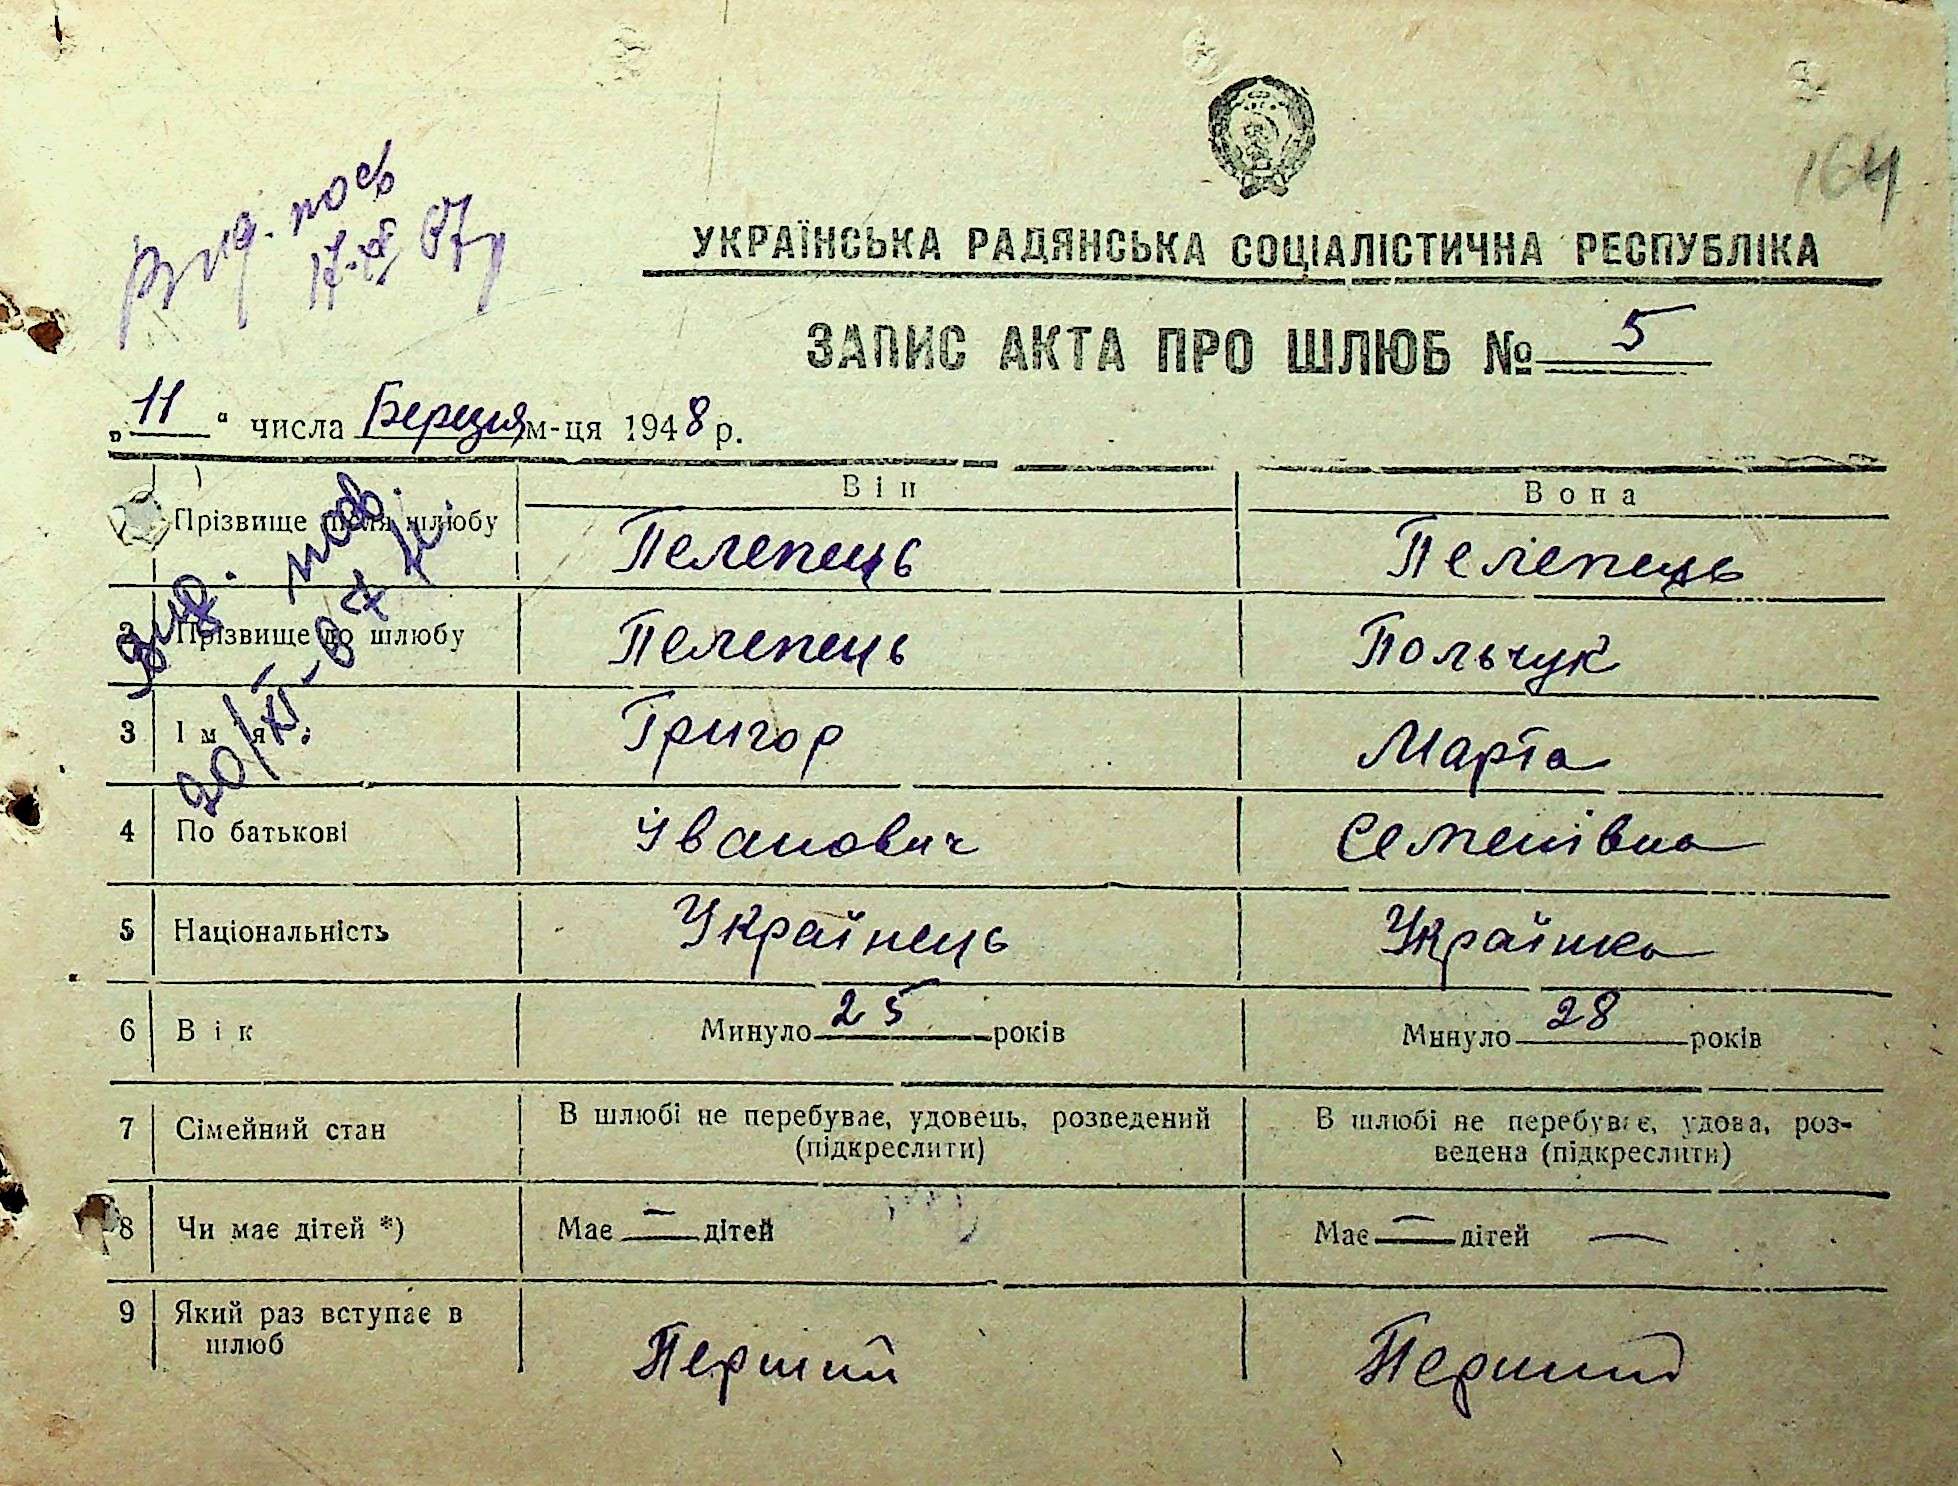 164
вид. пос
УКРАЇНСЬКА РАДЯНСЬКА СОЦІАЛІСТИЧНА РЕСПУБЛІКА
ЗАПИС АКТА ПРО ШЛЮБ № 5
„11“ числа Березня м-ця 1948 р.
Він Вона
Прізвище після шлюбу Пелепець Пелепець
2 Прізвище до шлюбу Пелепець Польчук
3 Ім'я Григор Марта
4 По батькові Іванович Семенівна
5 Національність Українець Українка
6 Вік Минуло 25 років Минуло 28 років
7 Сімейний стан В шлюбі не перебуває, удовець, розведений (підкреслити) В шлюбі не перебуває, удова, роз-
ведена (підкреслити)
8 Чи має дітей *) Має — дітей Має — дітей —
9 Який раз вступає в
шлюб Перший Перший